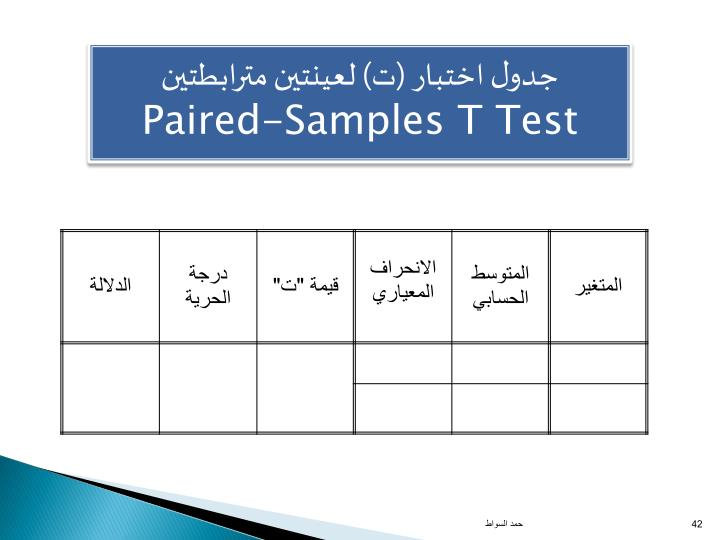 جدول اختبار (ت) لعينتين مترابطتين
Paired-Samples T Test
المتغير
المتوسط
الحسابي
الانحراف
المعياري
قيمة "ت"
درجة
الحرية
الدلالة
حمد السواط
42